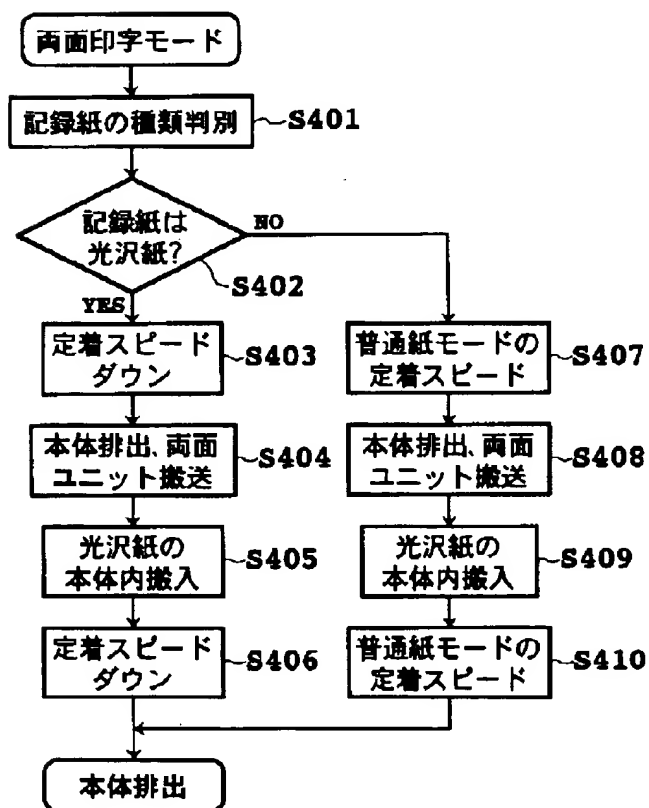 両面印字モード
記録紙の種類判別
S401
記録紙は
光沢紙?
NO
S402
YES
定着スピード
ダウン
S403
普通紙モードの
定着スピード
S407
本体排出、両面
ユニット搬送
S404
本体排出、両面
ユニット搬送
S408
光沢紙の
本体内搬入
S405
光沢紙の
本体内搬入
S409
定着スピード
ダウン
S406
普通紙モードの
定着スピード
S410
本体排出